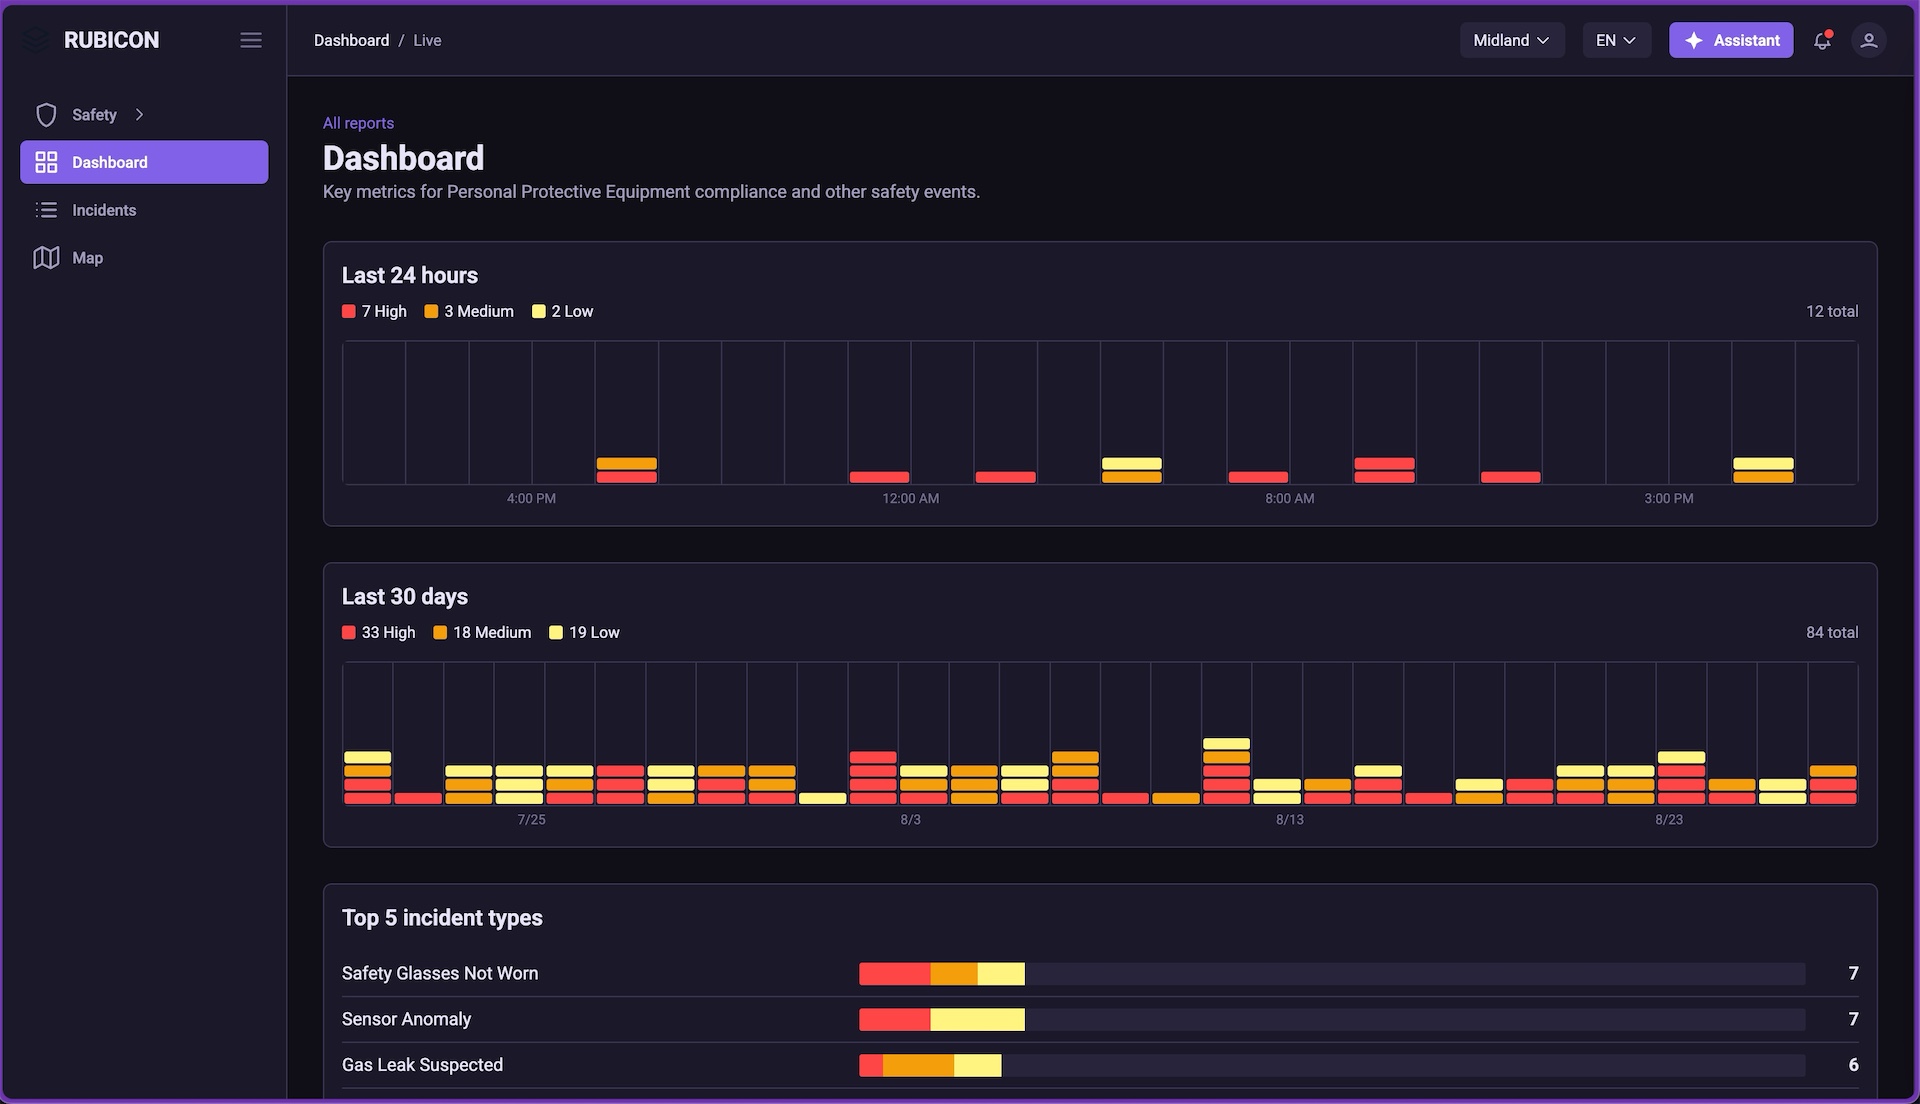 RUBICON
Dashboard / Live
Midland
EN
Assistant
Safety
Dashboard
Incidents
Map
All reports
Dashboard
Key metrics for Personal Protective Equipment compliance and other safety events.
Last 24 hours
7 High 3 Medium 2 Low
12 total
4:00 PM 12:00 AM 8:00 AM 3:00 PM
Last 30 days
33 High 18 Medium 19 Low
84 total
7/25 8/3 8/13 8/23
Top 5 incident types
Safety Glasses Not Worn 7
Sensor Anomaly 7
Gas Leak Suspected 6